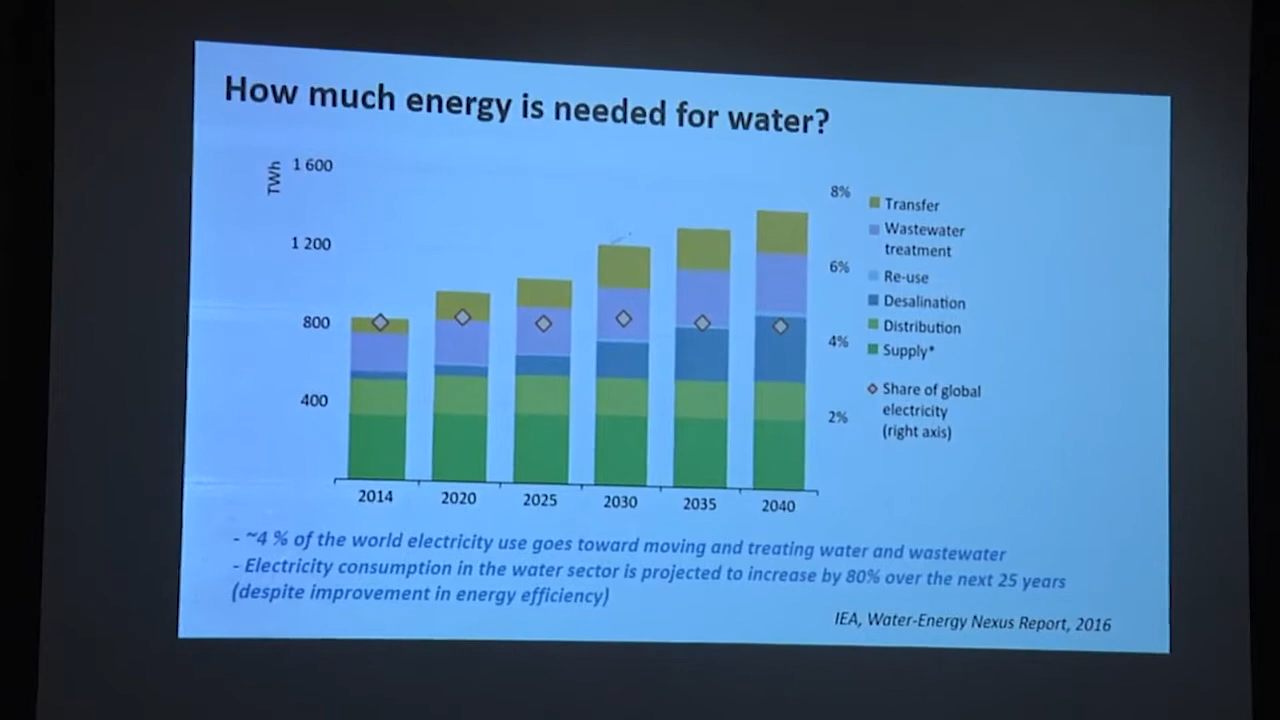 How much energy is needed for water?
TWh
1 600
1 200
800
400
8%
6%
4%
2%
2014 2020 2025 2030 2035 2040
Transfer
Wastewater
treatment
Re-use
Desalination
Distribution
Supply*
Share of global
electricity
(right axis)
- ~4 % of the world electricity use goes toward moving and treating water and wastewater
- Electricity consumption in the water sector is projected to increase by 80% over the next 25 years
(despite improvement in energy efficiency)
IEA, Water-Energy Nexus Report, 2016